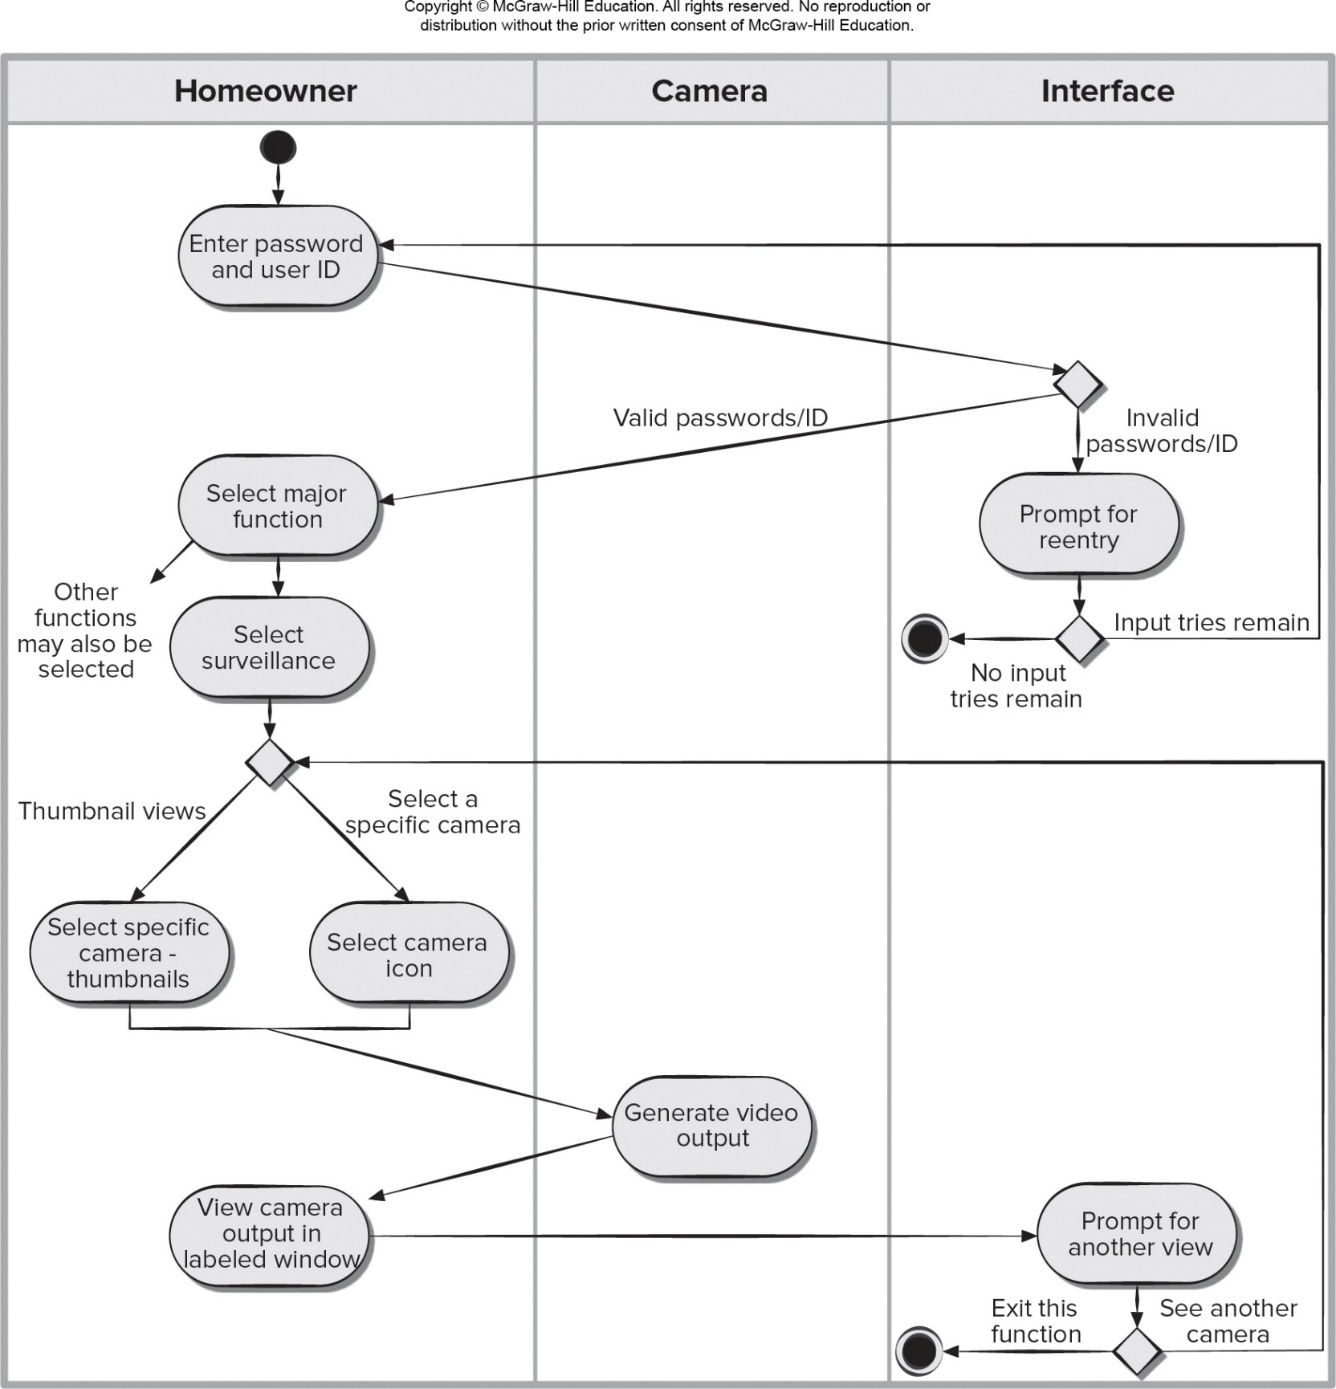 Copyright © McGraw-Hill Education. All rights reserved. No reproduction or
distribution without the prior written consent of McGraw-Hill Education.
Homeowner
Camera
Interface
Enter password
and user ID
Valid passwords/ID
Invalid
passwords/ID
Select major
function
Prompt for
reentry
Other
functions
may also be
selected
Select
surveillance
Input tries remain
No input
tries remain
Thumbnail views
Select a
specific camera
Select specific
camera -
thumbnails
Select camera
icon
Generate video
output
View camera
output in
labeled window
Prompt for
another view
Exit this
function
See another
camera